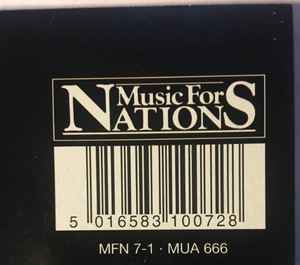 Music For
NATIONS
5 016583 100728
MFN 7-1 · MUA 666